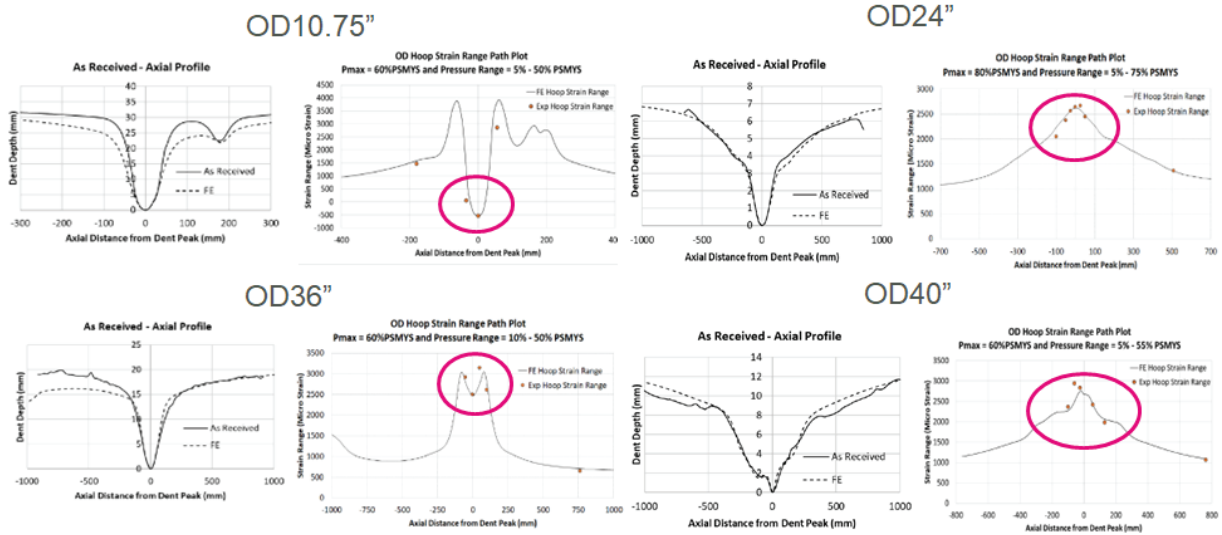 OD10.75”
As Received - Axial Profile
Dent Depth (mm)
40
35
30
25
20
15
10
5
0
-300 -200 -100 0 100 200 300
Axial Distance from Dent Peak (mm)
As Received
FE
OD Hoop Strain Range Path Plot
Pmax = 60%PSMYS and Pressure Range = 5% - 50% PSMYS
Strain Range (Micro Strain)
4500
4000
3500
3000
2500
2000
1500
1000
500
0
-500
-1000
-400 -200 0 200
Axial Distance from Dent Peak (mm)
FE Hoop Strain Range
Exp Hoop Strain Range
OD24”
As Received - Axial Profile
Dent Depth (mm)
8
7
6
5
4
3
2
1
0
-1000 -500 0 500 1000
Axial Distance from Dent Peak (mm)
As Received
FE
OD Hoop Strain Range Path Plot
Pmax = 80%PSMYS and Pressure Range = 5% - 75% PSMYS
Strain Range (Micro Strain)
3000
2500
2000
1500
1000
500
0
-700 -500 -300 -100 100 300 500 700
Axial Distance from Dent Peak (mm)
FE Hoop Strain Range
Exp Hoop Strain Range
OD36”
As Received - Axial Profile
Dent Depth (mm)
25
20
15
10
5
0
-1000 -500 0 500 1000
Axial Distance from Dent Peak (mm)
As Received
FE
OD Hoop Strain Range Path Plot
Pmax = 60%PSMYS and Pressure Range = 10% - 50% PSMYS
Strain Range (Micro Strain)
3500
3000
2500
2000
1500
1000
500
0
-1000 -800 -600 -400 -200 0 200 400 600 800 1000
Axial Distance from Dent Peak (mm)
FE Hoop Strain Range
Exp Hoop Strain Range
OD40”
As Received - Axial Profile
Dent Depth (mm)
14
12
10
8
6
4
2
0
-1000 -500 0 500 1000
Axial Distance from Dent Peak (mm)
As Received
FE
OD Hoop Strain Range Path Plot
Pmax = 60%PSMYS and Pressure Range = 5% - 55% PSMYS
Strain Range (Micro Strain)
3500
3000
2500
2000
1500
1000
500
0
-800 -600 -400 -200 0 200 400 600 800
Axial Distance from Dent Peak (mm)
FE Hoop Strain Range
Exp Hoop Strain Range